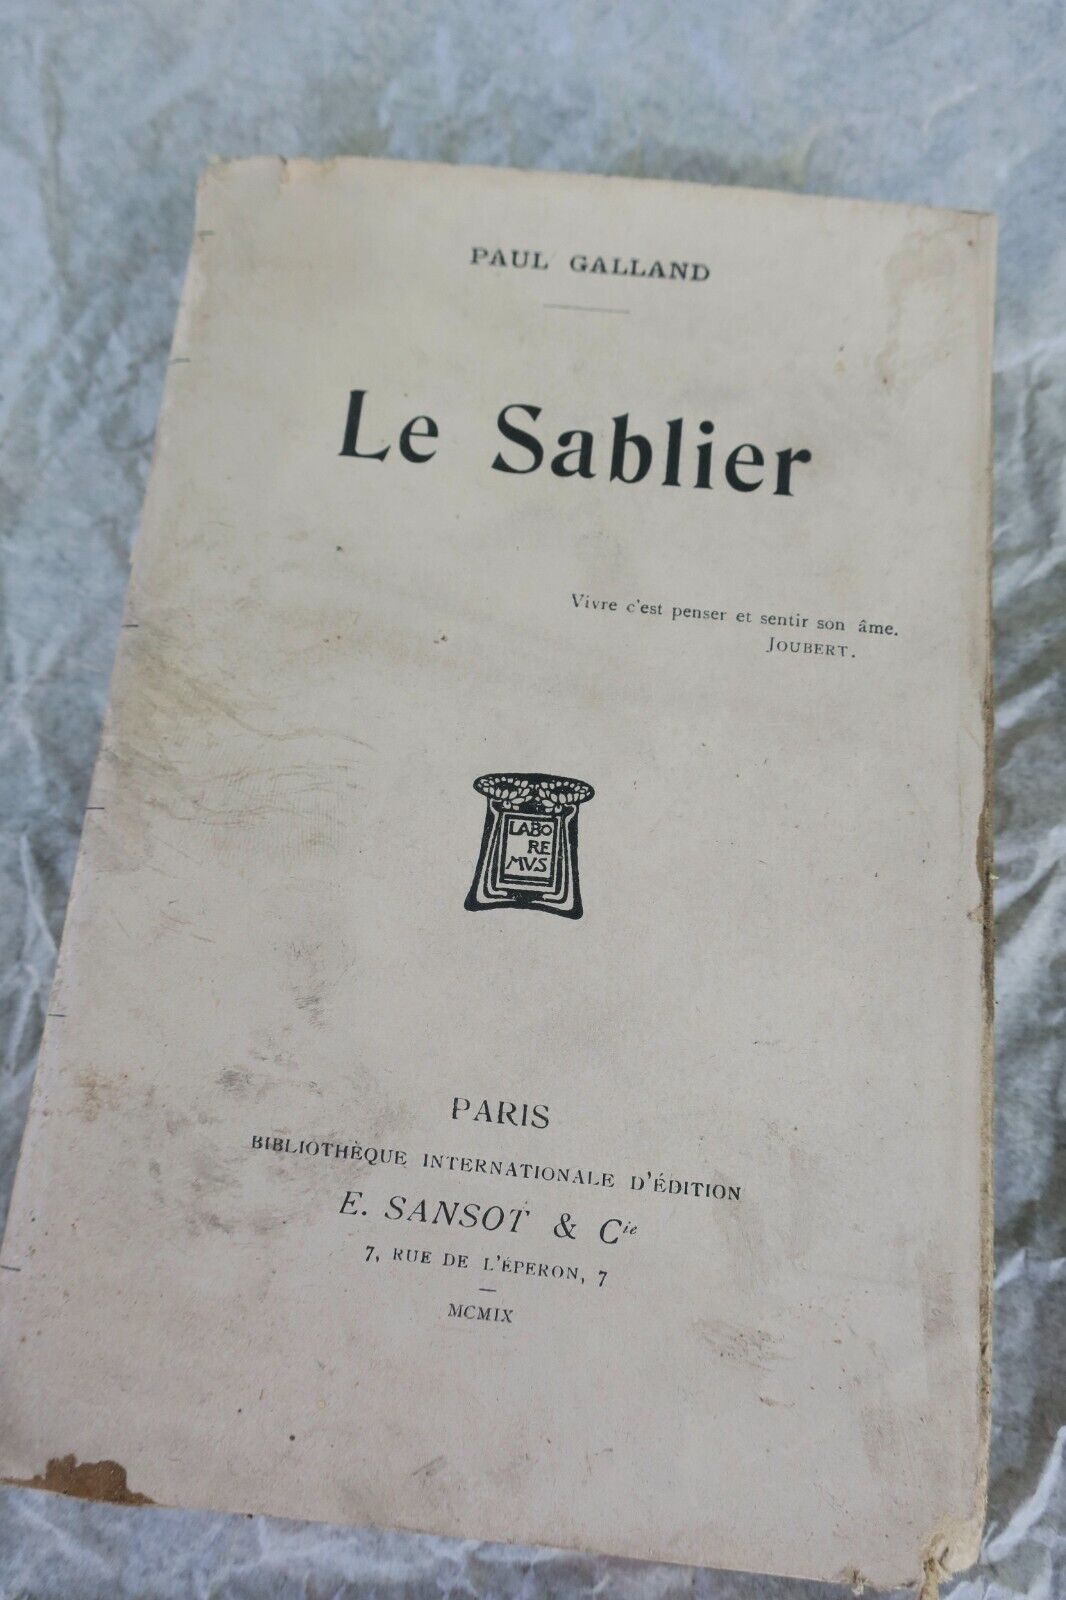 PAUL GALLAND
Le Sablier
Vivre c'est penser et sentir son âme.
JOUBERT.
LABO
RE
MVS
PARIS
BIBLIOTHÈQUE INTERNATIONALE D'ÉDITION
E. SANSOT & Cie
7, RUE DE L'ÉPERON, 7
MCMIX